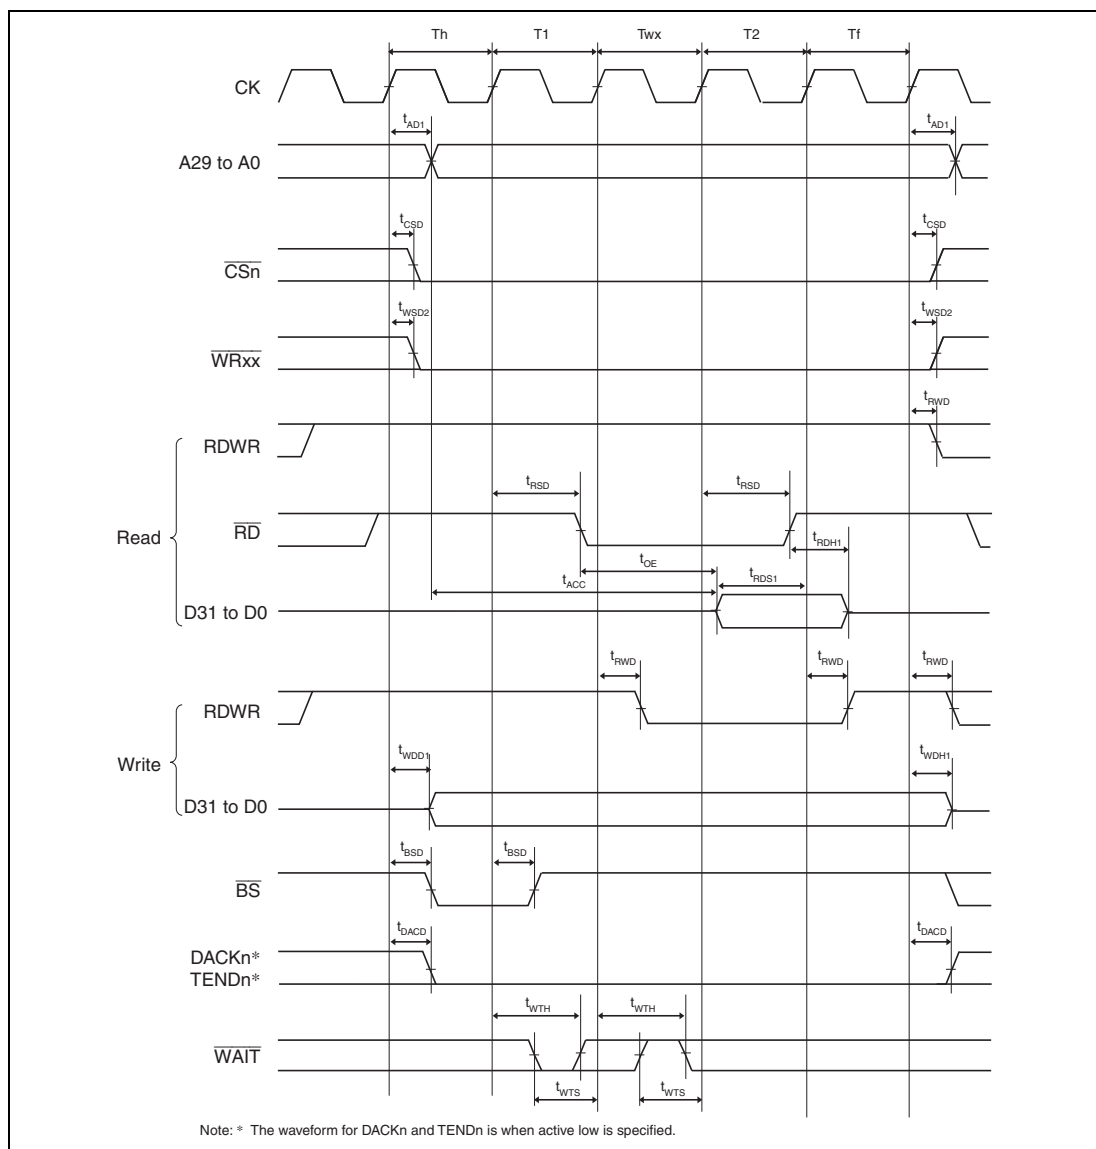 Th T1 Twx T2 Tf
CK
tAD1 tAD1
A29 to A0
tCSD tCSD
CSn
tWSD2 tWSD2
WRxx
tRWD
RDWR
tRSD tRSD
Read
RD
tRDH1
tOE
tACC tRDS1
D31 to D0
tRWD tRWD tRWD
RDWR
tWDD1 tWDH1
Write
D31 to D0
tBSD tBSD
BS
tDACD tDACD
DACKn*
TENDn*
tWTH tWTH
WAIT
tWTS tWTS
Note: * The waveform for DACKn and TENDn is when active low is specified.